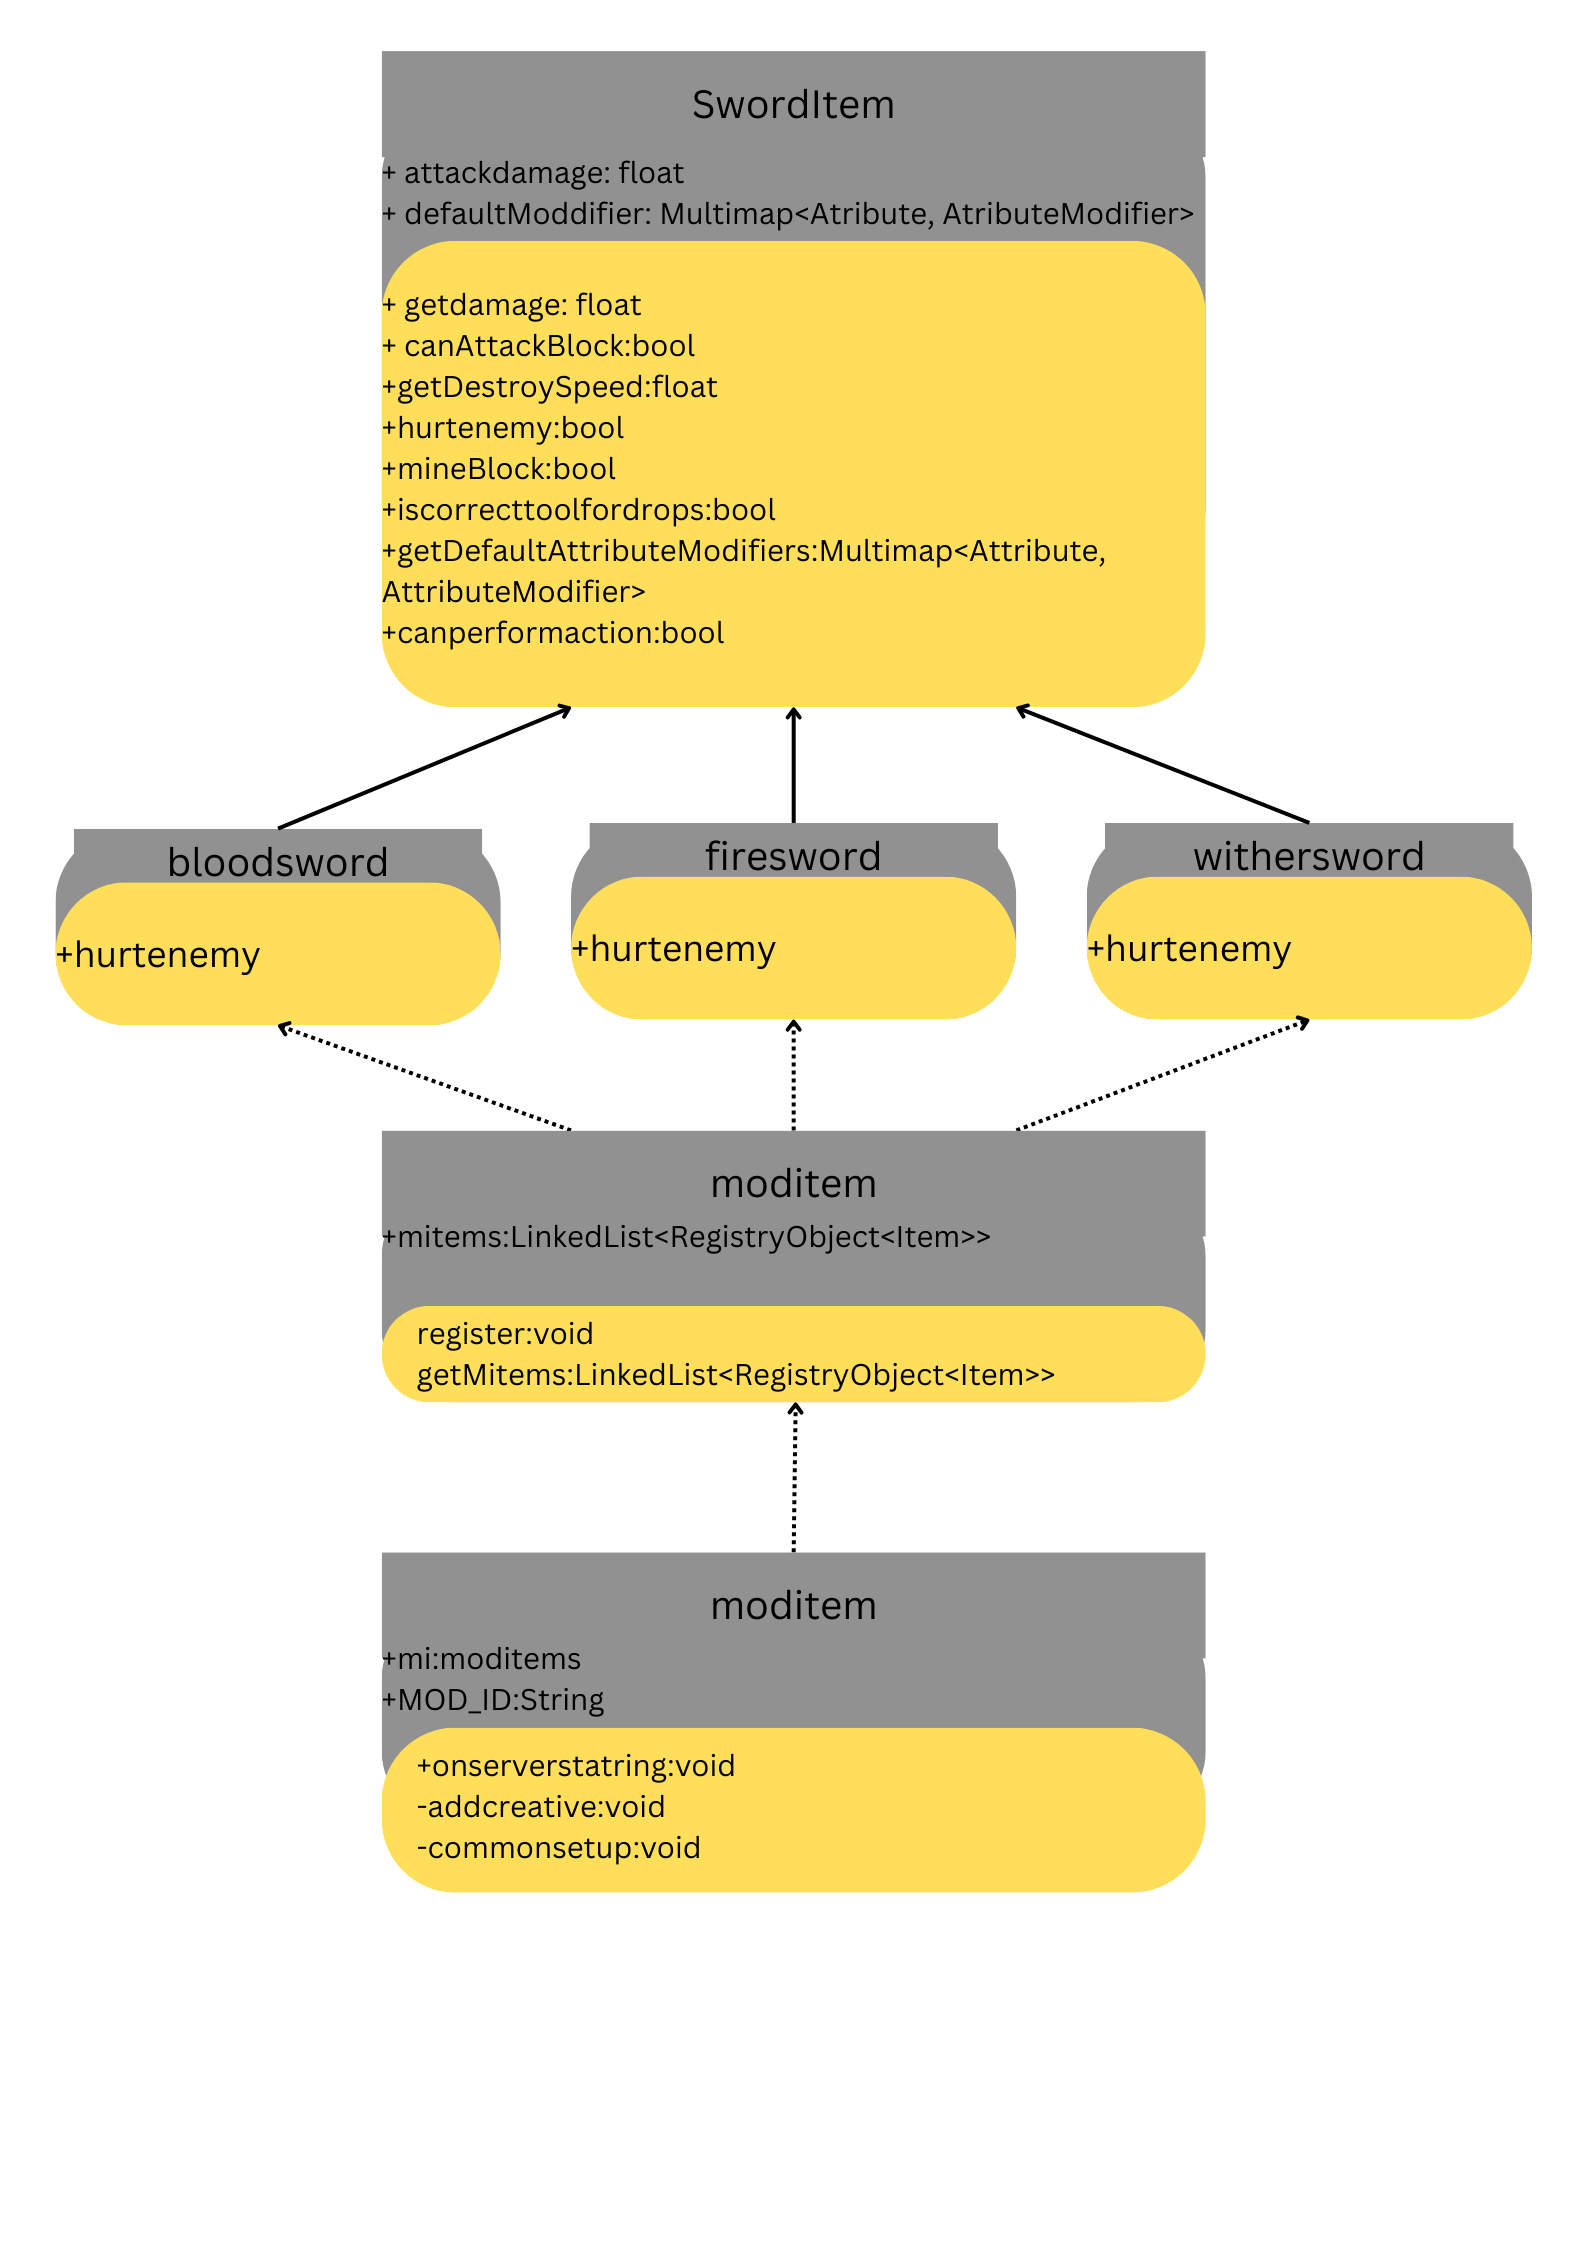 SwordItem
+ attackdamage: float
+ defaultModdifier: Multimap<Atribute, AtributeModifier>
+ getdamage: float
+ canAttackBlock:bool
+getDestroySpeed:float
+hurtenemy:bool
+mineBlock:bool
+iscorrecttoolfordrops:bool
+getDefaultAttributeModifiers:Multimap<Attribute,
AttributeModifier>
+canperformaction:bool
bloodsword
+hurtenemy
firesword
+hurtenemy
withersword
+hurtenemy
moditem
+mitems:LinkedList<RegistryObject<Item>>
register:void
getMitems:LinkedList<RegistryObject<Item>>
moditem
+mi:moditems
+MOD_ID:String
+onserverstatring:void
-addcreative:void
-commonsetup:void